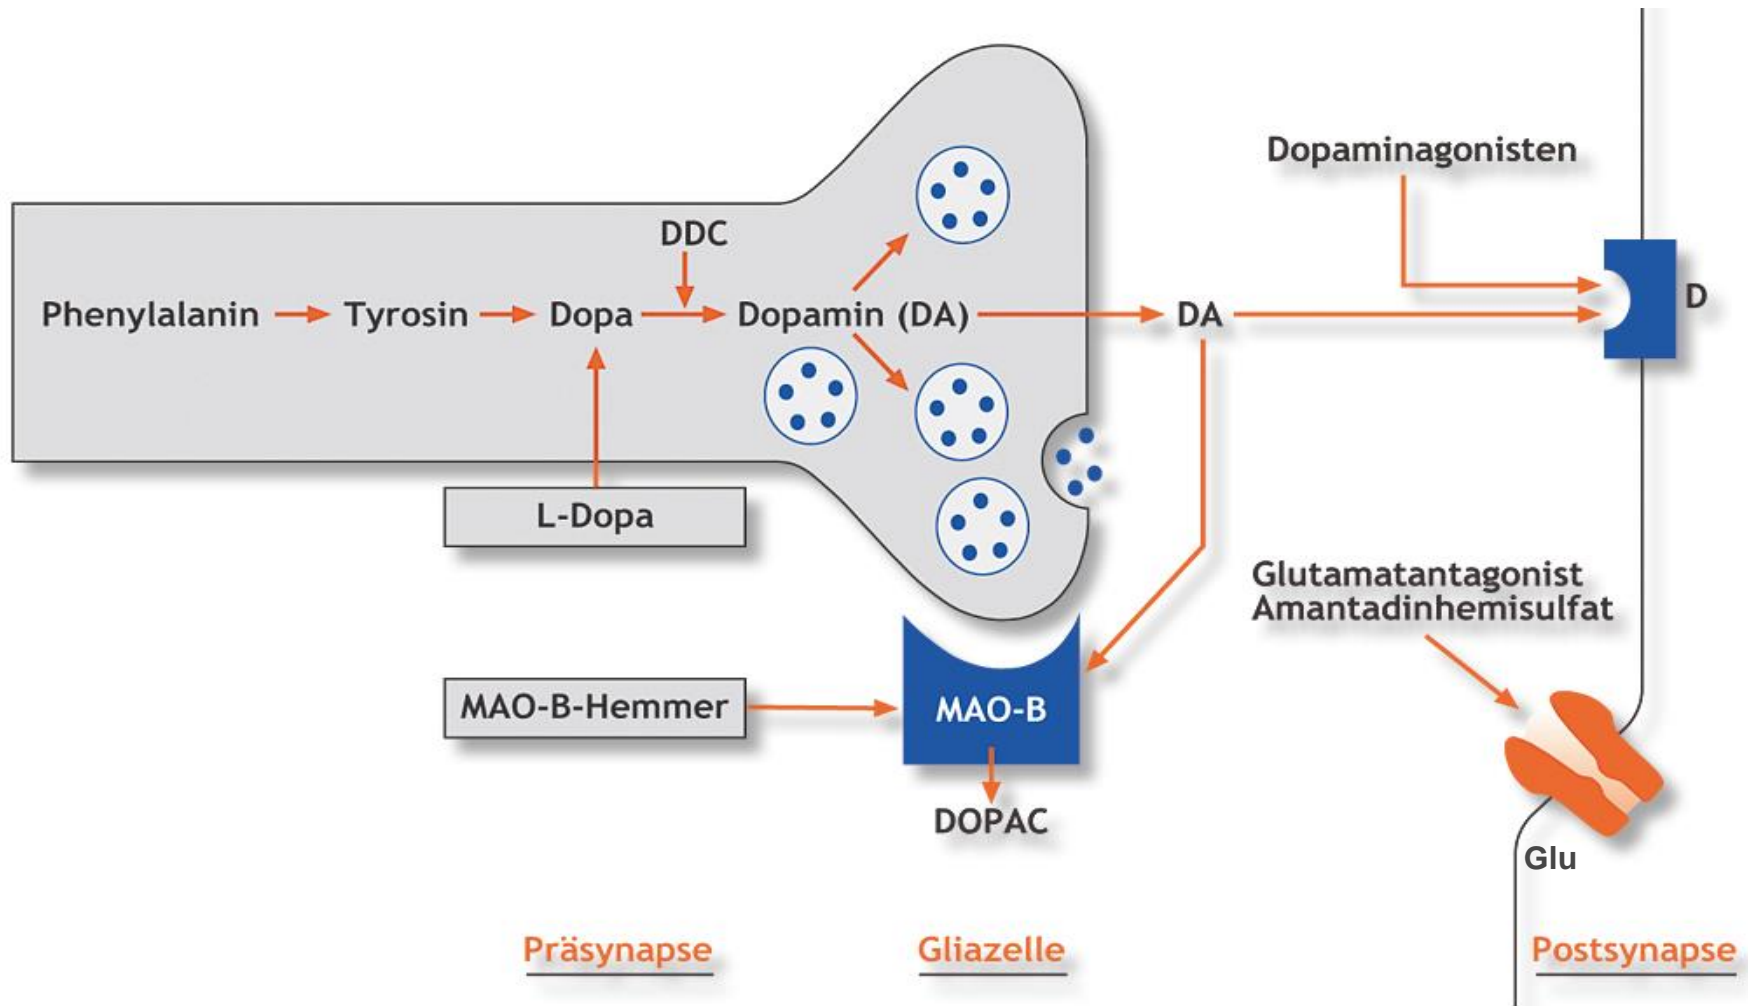 Dopaminagonisten
DDC
Phenylalanin
Tyrosin
Dopa
Dopamin (DA)
DA
D
L-Dopa
Glutamatantagonist
Amantadinhemisulfat
MAO-B-Hemmer
MAO-B
DOPAC
Glu
Präsynapse
Gliazelle
Postsynapse